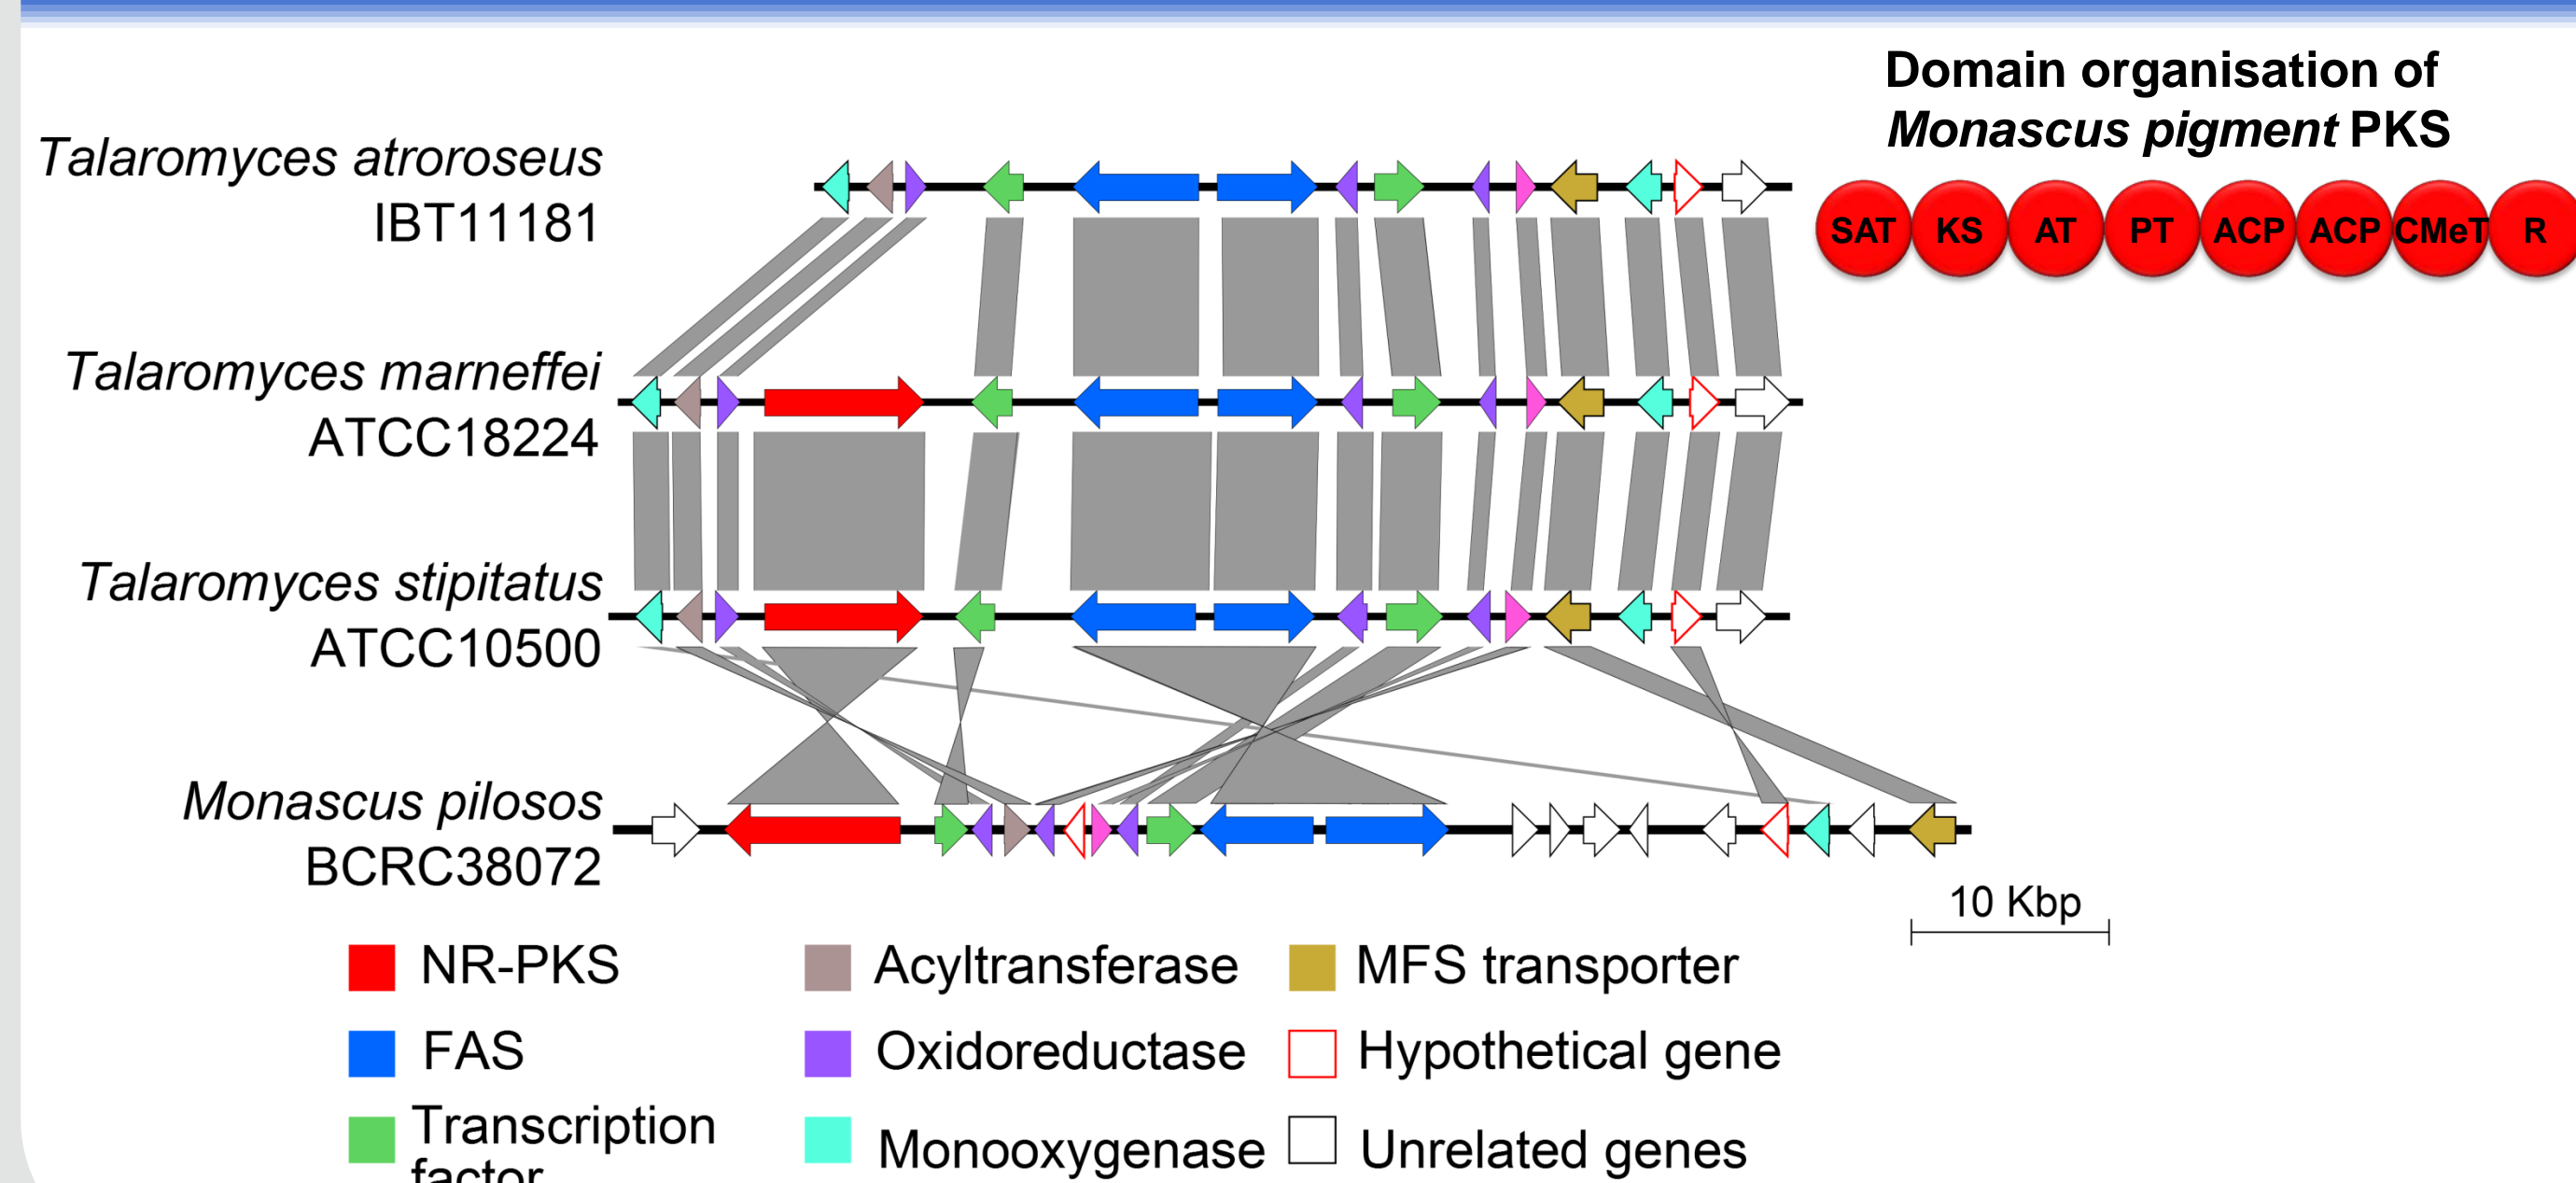 Domain organisation of
Monascus pigment PKS
SAT KS AT PT ACP ACP CMeT R
Talaromyces atroroseus
IBT11181
Talaromyces marneffei
ATCC18224
Talaromyces stipitatus
ATCC10500
Monascus pilosos
BCRC38072
10 Kbp
NR-PKS Acyltransferase MFS transporter
FAS Oxidoreductase Hypothetical gene
Transcription
factor
Monooxygenase Unrelated genes